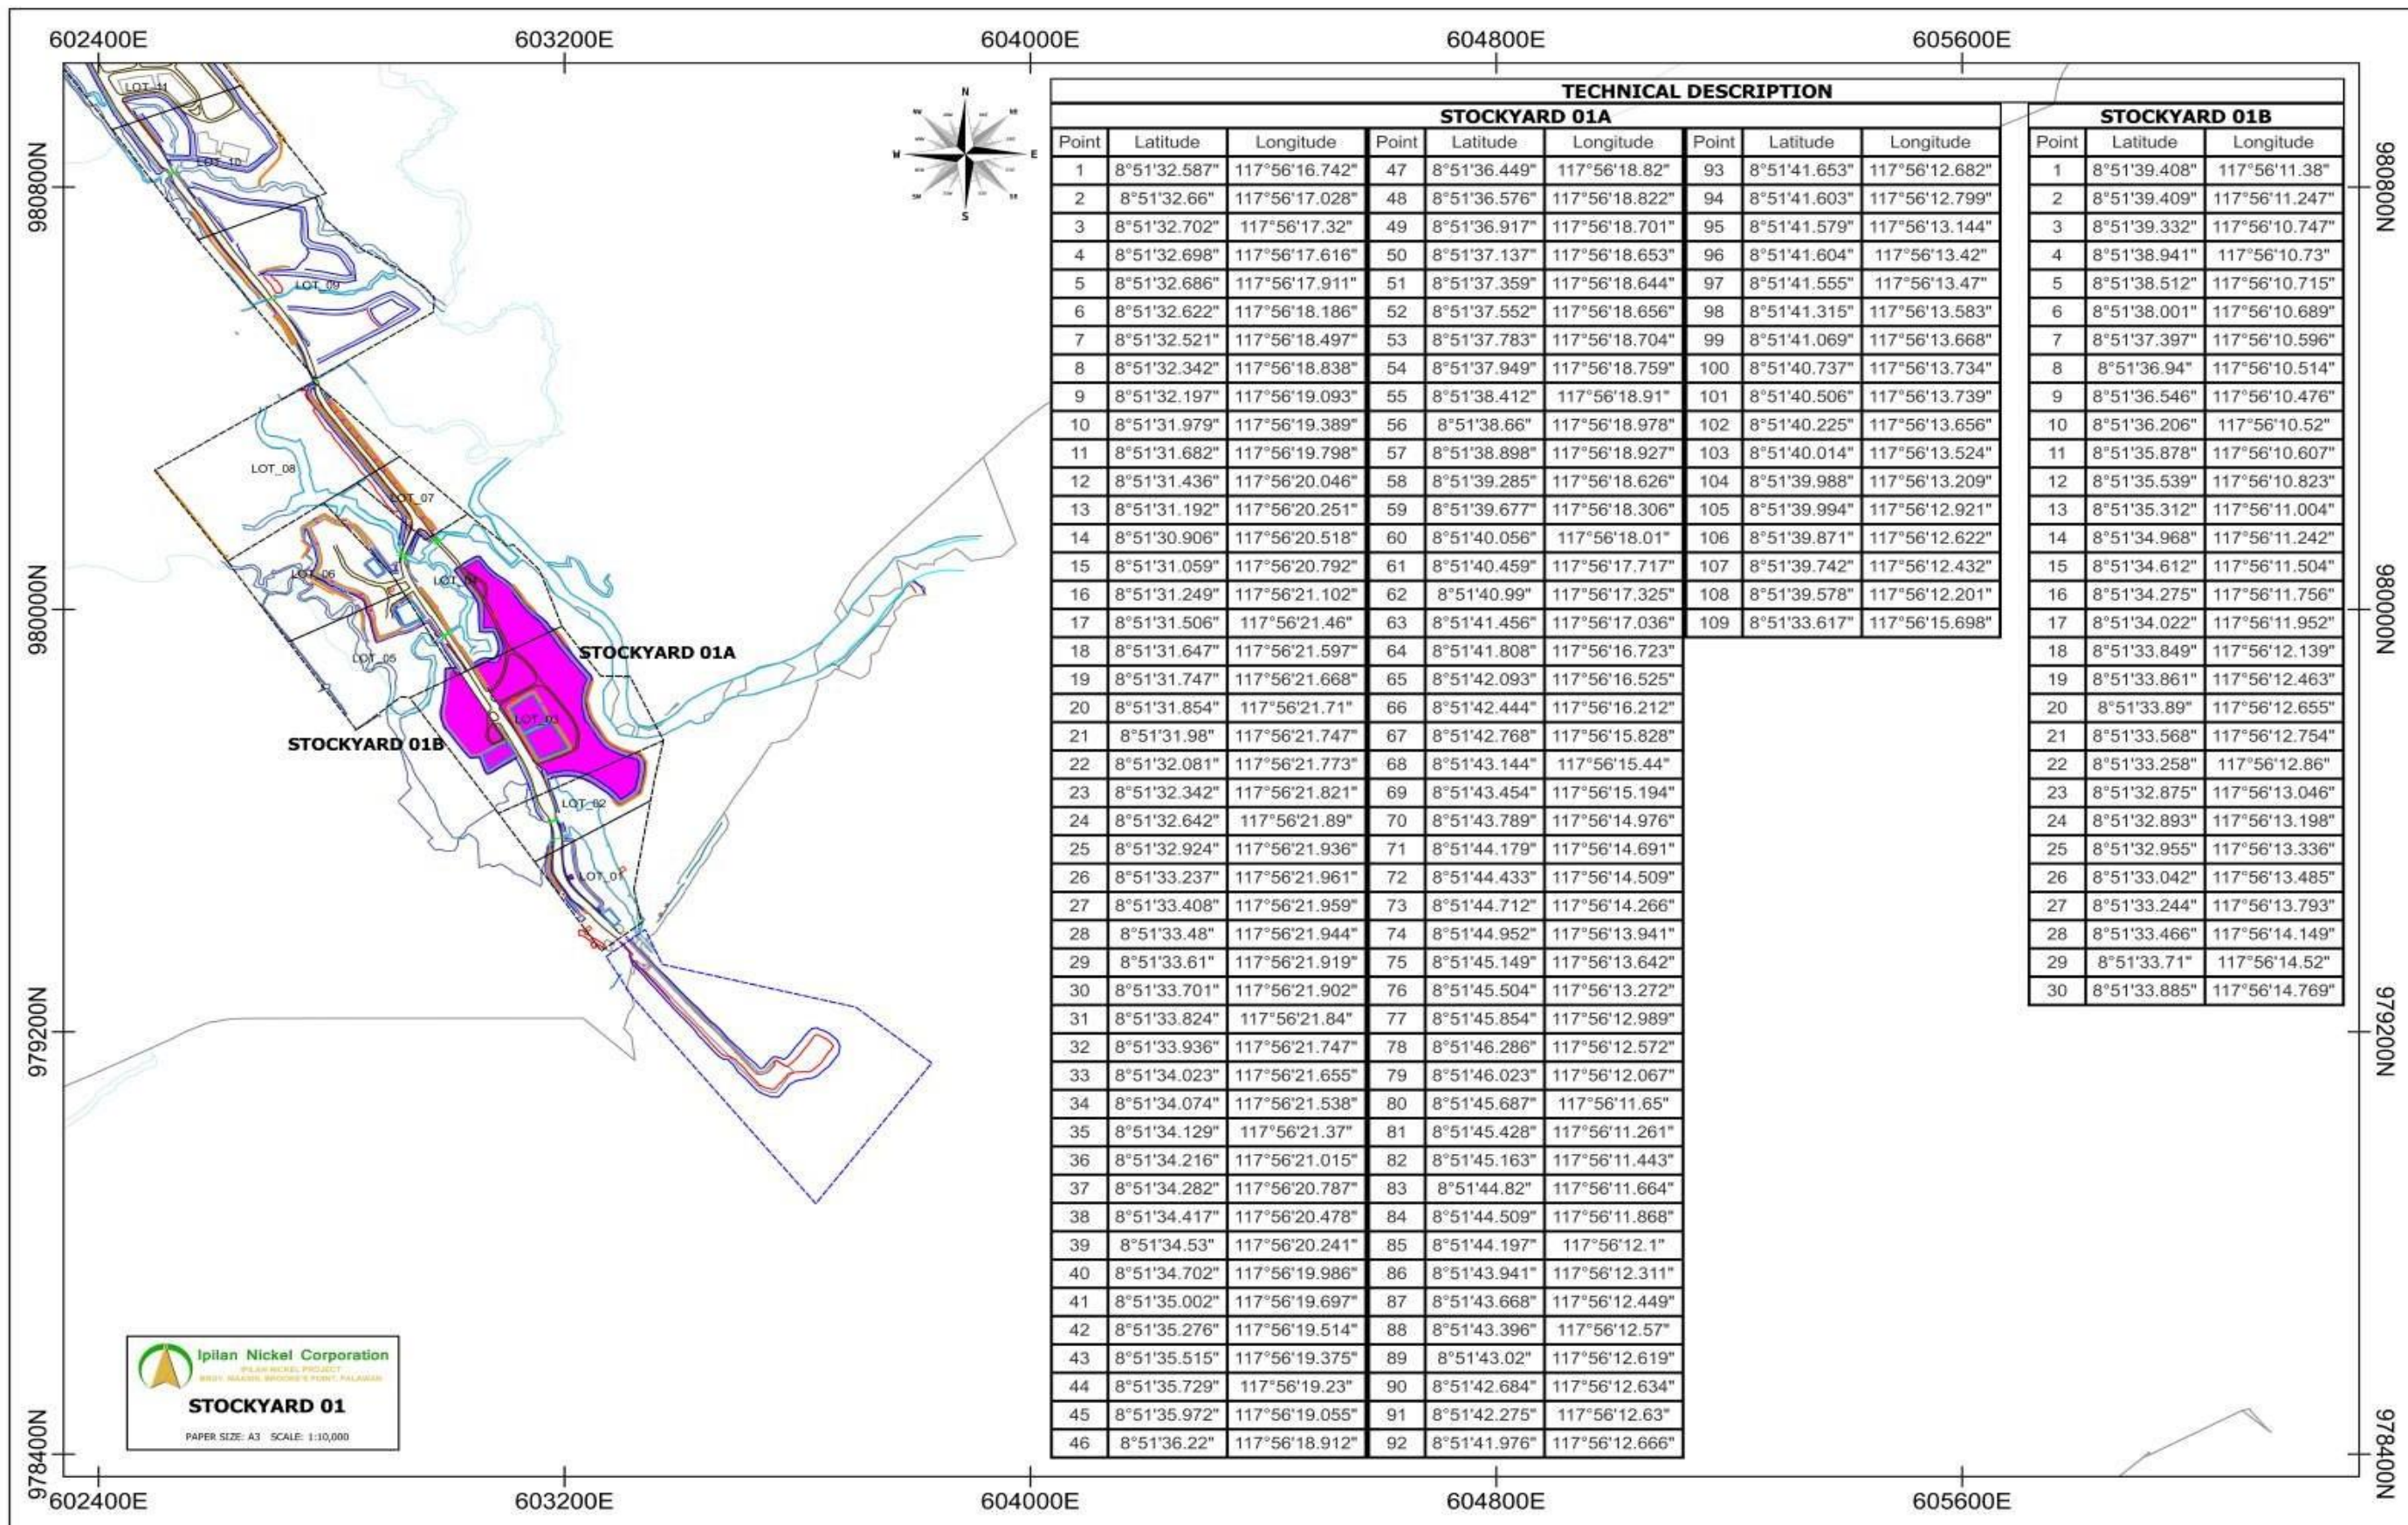 602400E 603200E 604000E 604800E 605600E
980800N
980000N
979200N
978400N
N
NE
E
SE
S
SW
W
NW
LOT_11
LOT_10
LOT_09
LOT_08
LOT_07
LOT_06
LOT_05
STOCKYARD 01A
LOT_03
STOCKYARD 01B
LOT_02
LOT_01
TECHNICAL DESCRIPTION
STOCKYARD 01A STOCKYARD 01B
Point Latitude Longitude Point Latitude Longitude Point Latitude Longitude Point Latitude Longitude
1 8°51'32.587" 117°56'16.742" 47 8°51'36.449" 117°56'18.82" 93 8°51'41.653" 117°56'12.682" 1 8°51'39.408" 117°56'11.38"
2 8°51'32.66" 117°56'17.028" 48 8°51'36.576" 117°56'18.822" 94 8°51'41.603" 117°56'12.799" 2 8°51'39.409" 117°56'11.247"
3 8°51'32.702" 117°56'17.32" 49 8°51'36.917" 117°56'18.701" 95 8°51'41.579" 117°56'13.144" 3 8°51'39.332" 117°56'10.747"
4 8°51'32.698" 117°56'17.616" 50 8°51'37.137" 117°56'18.653" 96 8°51'41.604" 117°56'13.42" 4 8°51'38.941" 117°56'10.73"
5 8°51'32.686" 117°56'17.911" 51 8°51'37.359" 117°56'18.644" 97 8°51'41.555" 117°56'13.47" 5 8°51'38.512" 117°56'10.715"
6 8°51'32.622" 117°56'18.186" 52 8°51'37.552" 117°56'18.656" 98 8°51'41.315" 117°56'13.583" 6 8°51'38.001" 117°56'10.689"
7 8°51'32.521" 117°56'18.497" 53 8°51'37.783" 117°56'18.704" 99 8°51'41.069" 117°56'13.668" 7 8°51'37.397" 117°56'10.596"
8 8°51'32.342" 117°56'18.838" 54 8°51'37.949" 117°56'18.759" 100 8°51'40.737" 117°56'13.734" 8 8°51'36.94" 117°56'10.514"
9 8°51'32.197" 117°56'19.093" 55 8°51'38.412" 117°56'18.91" 101 8°51'40.506" 117°56'13.739" 9 8°51'36.546" 117°56'10.476"
10 8°51'31.979" 117°56'19.389" 56 8°51'38.66" 117°56'18.978" 102 8°51'40.225" 117°56'13.656" 10 8°51'36.206" 117°56'10.52"
11 8°51'31.682" 117°56'19.798" 57 8°51'38.898" 117°56'18.927" 103 8°51'40.014" 117°56'13.524" 11 8°51'35.878" 117°56'10.607"
12 8°51'31.436" 117°56'20.046" 58 8°51'39.285" 117°56'18.626" 104 8°51'39.988" 117°56'13.209" 12 8°51'35.539" 117°56'10.823"
13 8°51'31.192" 117°56'20.251" 59 8°51'39.677" 117°56'18.306" 105 8°51'39.994" 117°56'12.921" 13 8°51'35.312" 117°56'11.004"
14 8°51'30.906" 117°56'20.518" 60 8°51'40.056" 117°56'18.01" 106 8°51'39.871" 117°56'12.622" 14 8°51'34.968" 117°56'11.242"
15 8°51'31.059" 117°56'20.792" 61 8°51'40.459" 117°56'17.717" 107 8°51'39.742" 117°56'12.432" 15 8°51'34.612" 117°56'11.504"
16 8°51'31.249" 117°56'21.102" 62 8°51'40.99" 117°56'17.325" 108 8°51'39.578" 117°56'12.201" 16 8°51'34.275" 117°56'11.756"
17 8°51'31.506" 117°56'21.46" 63 8°51'41.456" 117°56'17.036" 109 8°51'33.617" 117°56'15.698" 17 8°51'34.022" 117°56'11.952"
18 8°51'31.647" 117°56'21.597" 64 8°51'41.808" 117°56'16.723" 18 8°51'33.849" 117°56'12.139"
19 8°51'31.747" 117°56'21.668" 65 8°51'42.093" 117°56'16.525" 19 8°51'33.861" 117°56'12.463"
20 8°51'31.854" 117°56'21.71" 66 8°51'42.444" 117°56'16.212" 20 8°51'33.89" 117°56'12.655"
21 8°51'31.98" 117°56'21.747" 67 8°51'42.768" 117°56'15.828" 21 8°51'33.568" 117°56'12.754"
22 8°51'32.081" 117°56'21.773" 68 8°51'43.144" 117°56'15.44" 22 8°51'33.258" 117°56'12.86"
23 8°51'32.342" 117°56'21.821" 69 8°51'43.454" 117°56'15.194" 23 8°51'32.875" 117°56'13.046"
24 8°51'32.642" 117°56'21.89" 70 8°51'43.789" 117°56'14.976" 24 8°51'32.893" 117°56'13.198"
25 8°51'32.924" 117°56'21.936" 71 8°51'44.179" 117°56'14.691" 25 8°51'32.955" 117°56'13.336"
26 8°51'33.237" 117°56'21.961" 72 8°51'44.433" 117°56'14.509" 26 8°51'33.042" 117°56'13.485"
27 8°51'33.408" 117°56'21.959" 73 8°51'44.712" 117°56'14.266" 27 8°51'33.244" 117°56'13.793"
28 8°51'33.48" 117°56'21.944" 74 8°51'44.952" 117°56'13.941" 28 8°51'33.466" 117°56'14.149"
29 8°51'33.61" 117°56'21.919" 75 8°51'45.149" 117°56'13.642" 29 8°51'33.71" 117°56'14.52"
30 8°51'33.701" 117°56'21.902" 76 8°51'45.504" 117°56'13.272" 30 8°51'33.885" 117°56'14.769"
31 8°51'33.824" 117°56'21.84" 77 8°51'45.854" 117°56'12.989"
32 8°51'33.936" 117°56'21.747" 78 8°51'46.286" 117°56'12.572"
33 8°51'34.023" 117°56'21.655" 79 8°51'46.023" 117°56'12.067"
34 8°51'34.074" 117°56'21.538" 80 8°51'45.687" 117°56'11.65"
35 8°51'34.129" 117°56'21.37" 81 8°51'45.428" 117°56'11.261"
36 8°51'34.216" 117°56'21.015" 82 8°51'45.163" 117°56'11.443"
37 8°51'34.282" 117°56'20.787" 83 8°51'44.82" 117°56'11.664"
38 8°51'34.417" 117°56'20.478" 84 8°51'44.509" 117°56'11.868"
39 8°51'34.53" 117°56'20.241" 85 8°51'44.197" 117°56'12.1"
40 8°51'34.702" 117°56'19.986" 86 8°51'43.941" 117°56'12.311"
41 8°51'35.002" 117°56'19.697" 87 8°51'43.668" 117°56'12.449"
42 8°51'35.276" 117°56'19.514" 88 8°51'43.396" 117°56'12.57"
43 8°51'35.515" 117°56'19.375" 89 8°51'43.02" 117°56'12.619"
44 8°51'35.729" 117°56'19.23" 90 8°51'42.684" 117°56'12.634"
45 8°51'35.972" 117°56'19.055" 91 8°51'42.275" 117°56'12.63"
46 8°51'36.22" 117°56'18.912" 92 8°51'41.976" 117°56'12.666"
980800N
980000N
979200N
978400N
Ipilan Nickel Corporation
IPILAN NICKEL PROJECT
BRGY. MAASIN, BROOKE'S POINT, PALAWAN
STOCKYARD 01
PAPER SIZE: A3 SCALE: 1:10,000
602400E 603200E 604000E 604800E 605600E